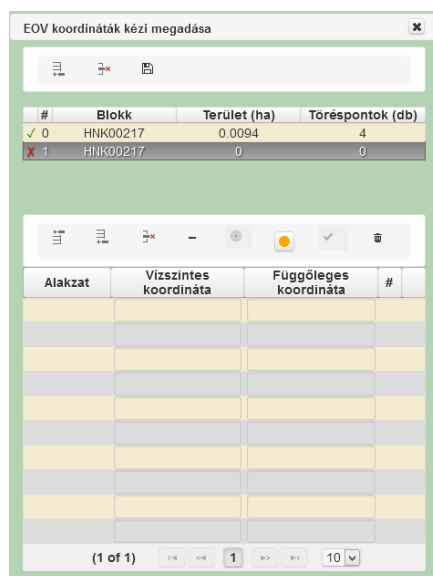 EOV koordináták kézi megadása
# Blokk Terület (ha) Töréspontok (db)
0 HNK00217 0.0094 4
1 HNK00217 0 0
Alakzat Vízszintes koordináta Függőleges koordináta #
(1 of 1) 1 10